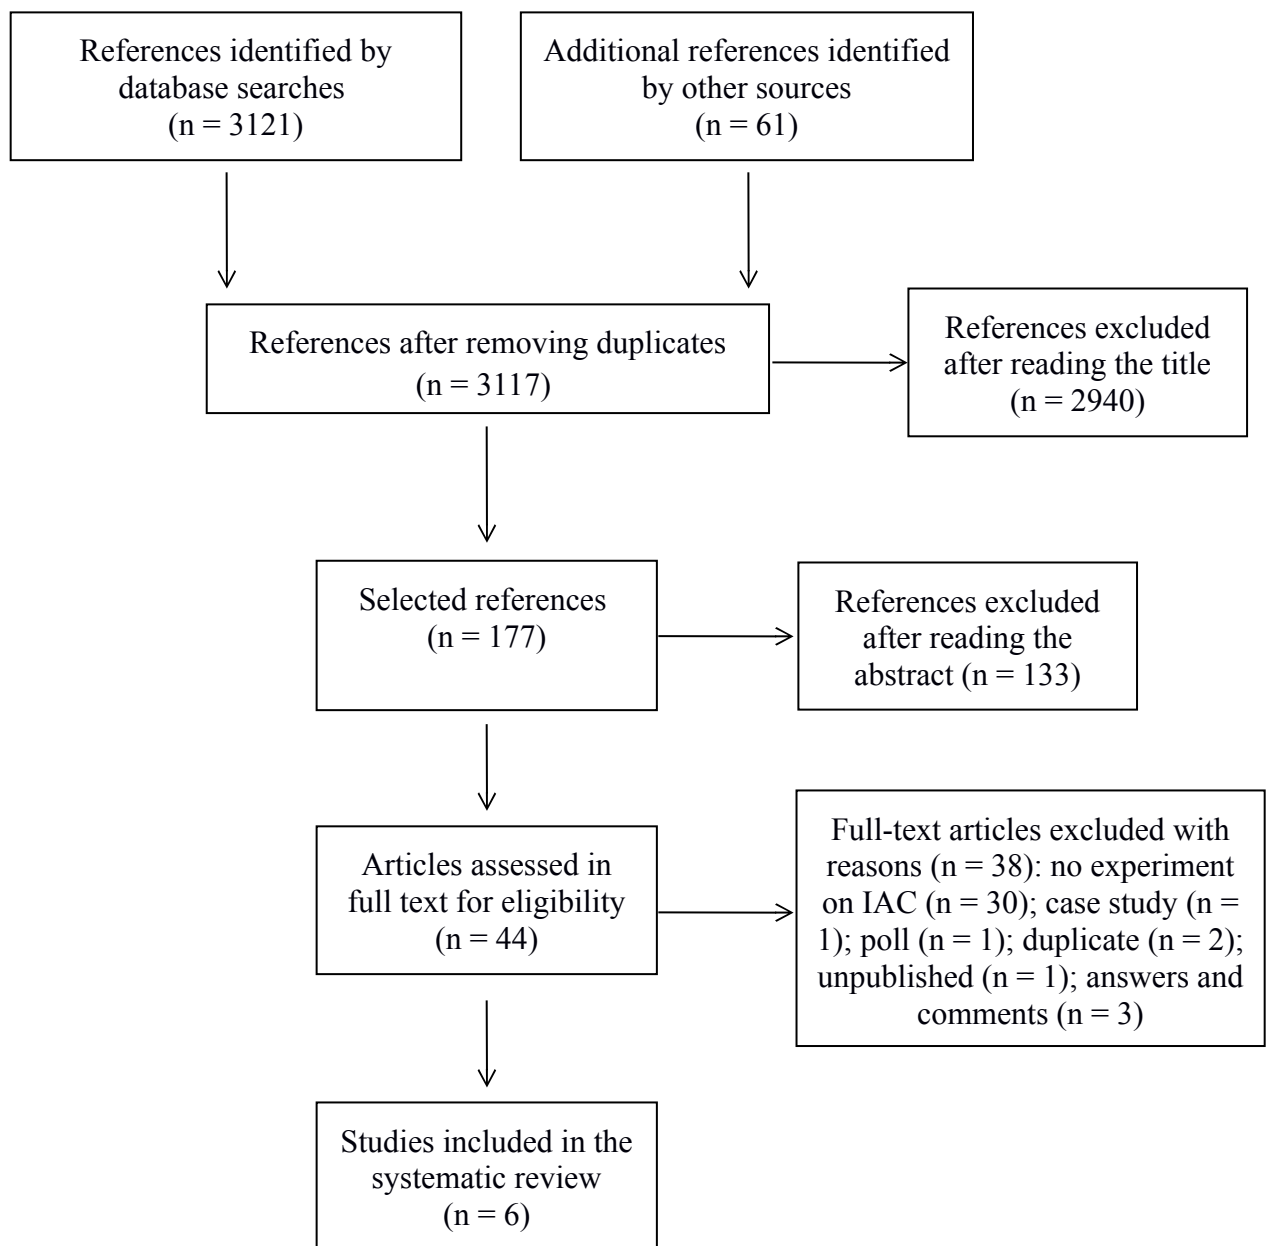 References identified by
database searches
(n = 3121)
Additional references identified
by other sources
(n = 61)
References after removing duplicates
(n = 3117)
References excluded
after reading the title
(n = 2940)
Selected references
(n = 177)
References excluded
after reading the
abstract (n = 133)
Articles assessed in
full text for eligibility
(n = 44)
Full-text articles excluded with
reasons (n = 38): no experiment
on IAC (n = 30); case study (n =
1); poll (n = 1); duplicate (n = 2);
unpublished (n = 1); answers and
comments (n = 3)
Studies included in the
systematic review
(n = 6)